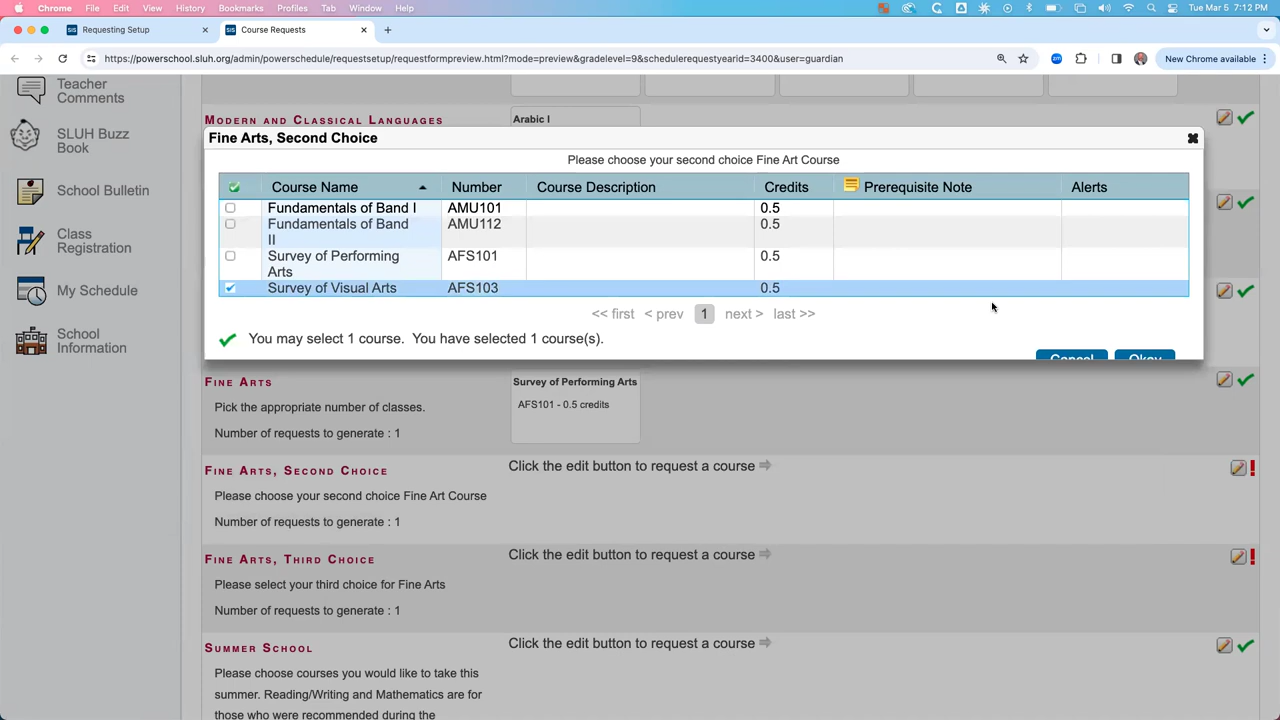 Chrome File Edit View History Bookmarks Profiles Tab Window Help Tue Mar 5 7:12 PM
SIS Requesting Setup SIS Course Requests
https://powerschool.sluh.org/admin/powerschedule/requestsetup/requestformpreview.html?mode=preview&gradelevel=9&schedulerequestyearid=3400&user=guardian New Chrome available
Teacher
Comments
SLUH Buzz
Book
School Bulletin
Class
Registration
My Schedule
School
Information
Modern and Classical Languages Arabic I
Fine Arts, Second Choice
Please choose your second choice Fine Art Course
Course Name Number Course Description Credits Prerequisite Note Alerts
Fundamentals of Band I AMU101 0.5
Fundamentals of Band AMU112 0.5
II
Survey of Performing AFS101 0.5
Arts
Survey of Visual Arts AFS103 0.5
<< first < prev 1 next > last >>
You may select 1 course. You have selected 1 course(s).
Cancel Okay
Fine Arts Survey of Performing Arts
Pick the appropriate number of classes. AFS101 - 0.5 credits
Number of requests to generate : 1
Fine Arts, Second Choice Click the edit button to request a course
Please choose your second choice Fine Art Course
Number of requests to generate : 1
Fine Arts, Third Choice Click the edit button to request a course
Please select your third choice for Fine Arts
Number of requests to generate : 1
Summer School Click the edit button to request a course
Please choose courses you would like to take this
summer. Reading/Writing and Mathematics are for
those who were recommended during the